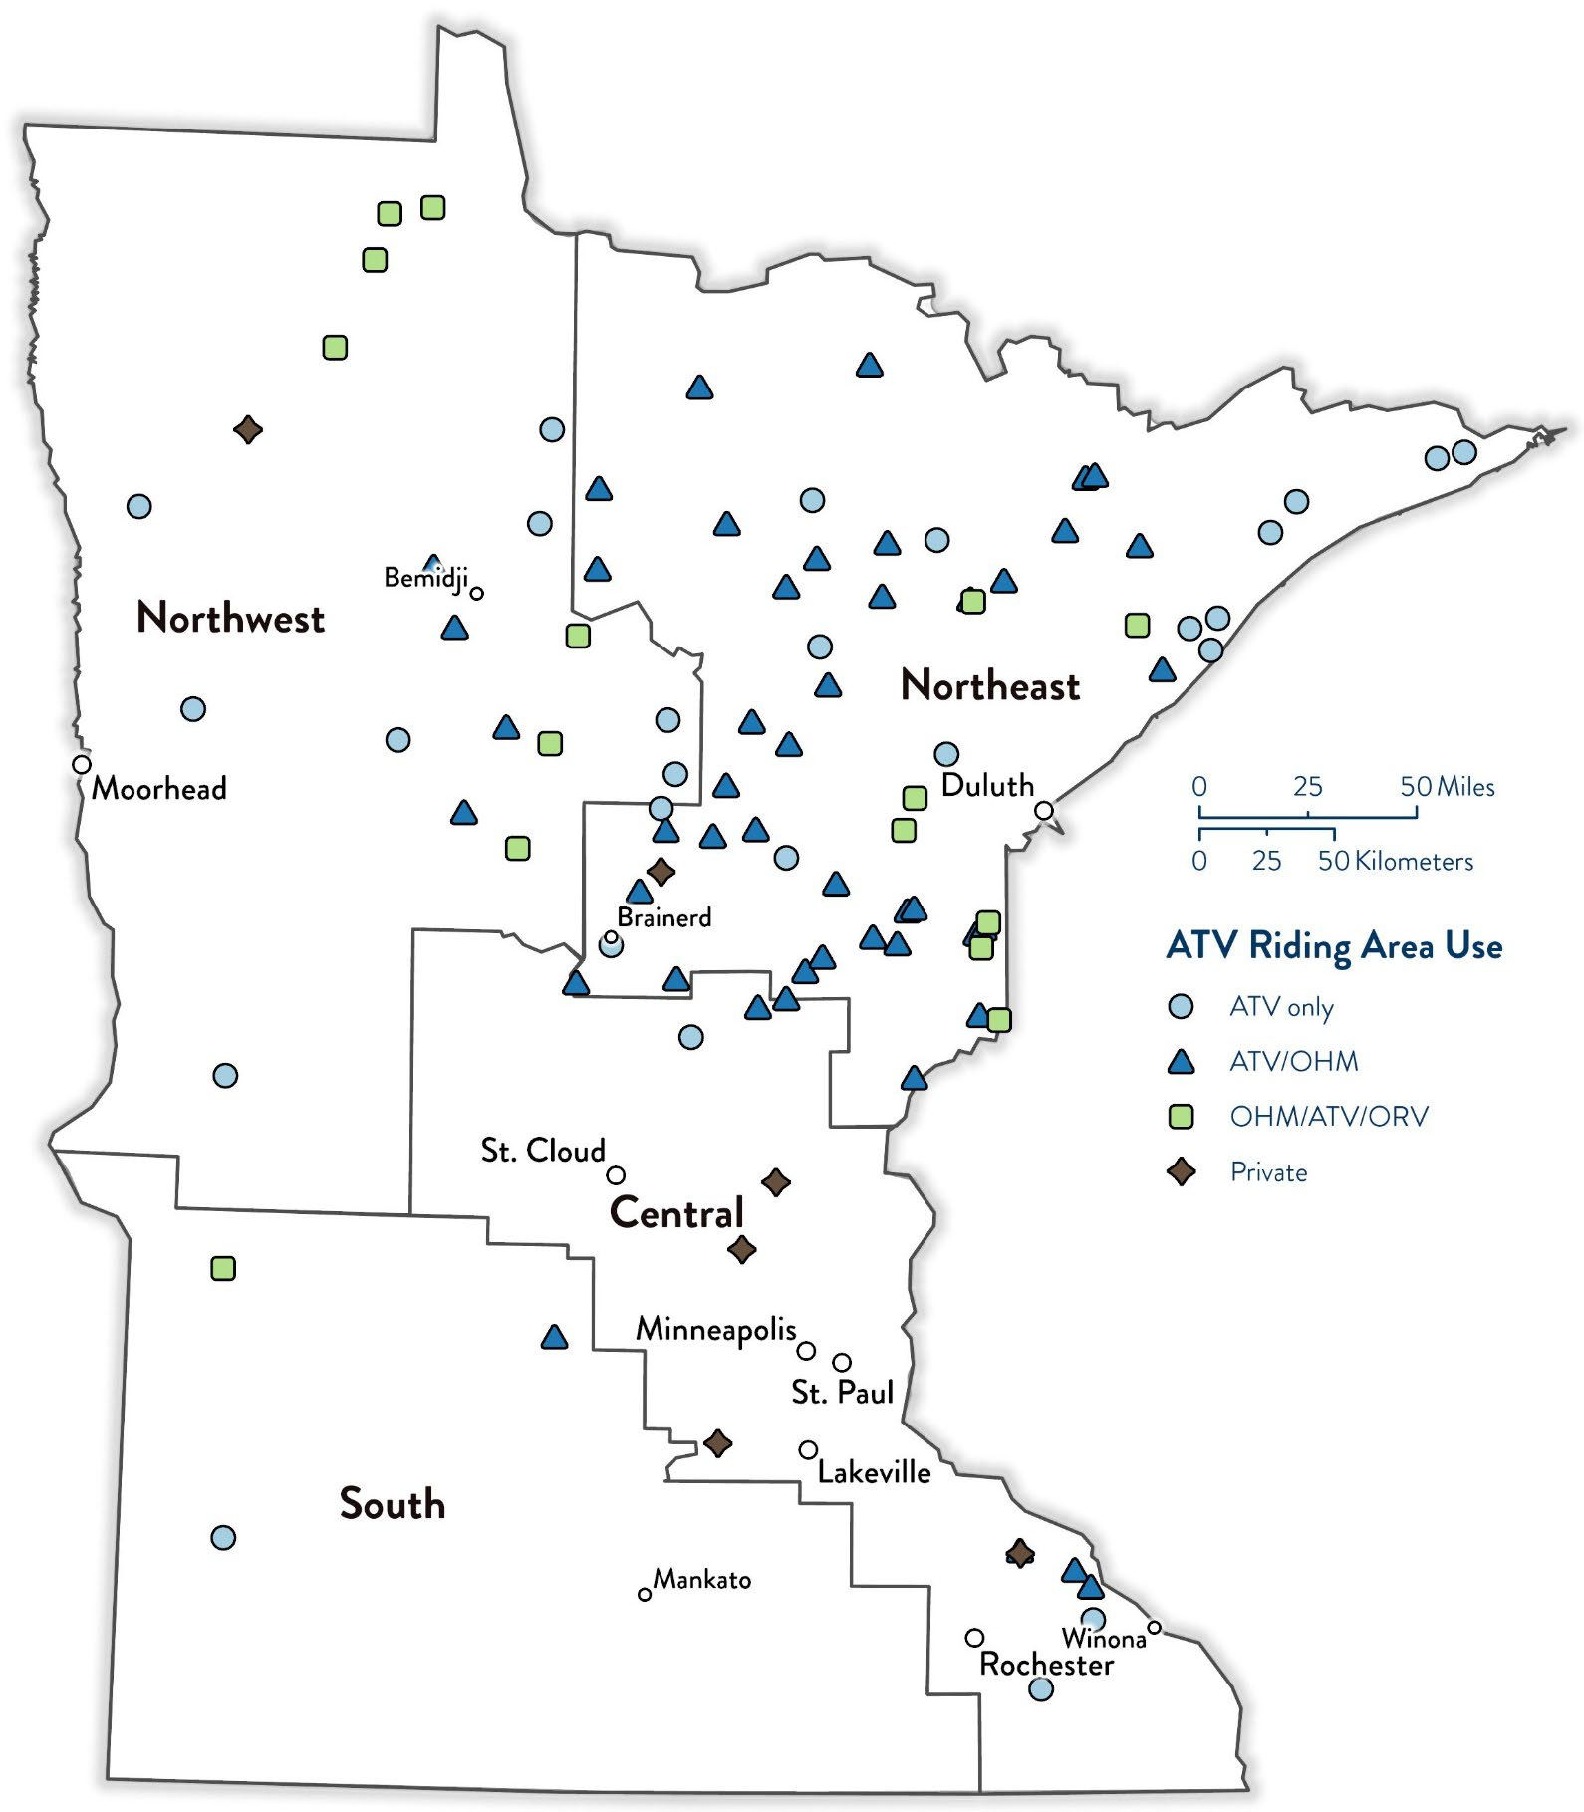 Bemidji
Northwest
Northeast
Moorhead
Duluth
0 25 50 Miles
0 25 50 Kilometers
Brainerd
ATV Riding Area Use
ATV only
ATV/OHM
OHM/ATV/ORV
Private
St. Cloud
Central
Minneapolis
St. Paul
Lakeville
South
Mankato
Winona
Rochester